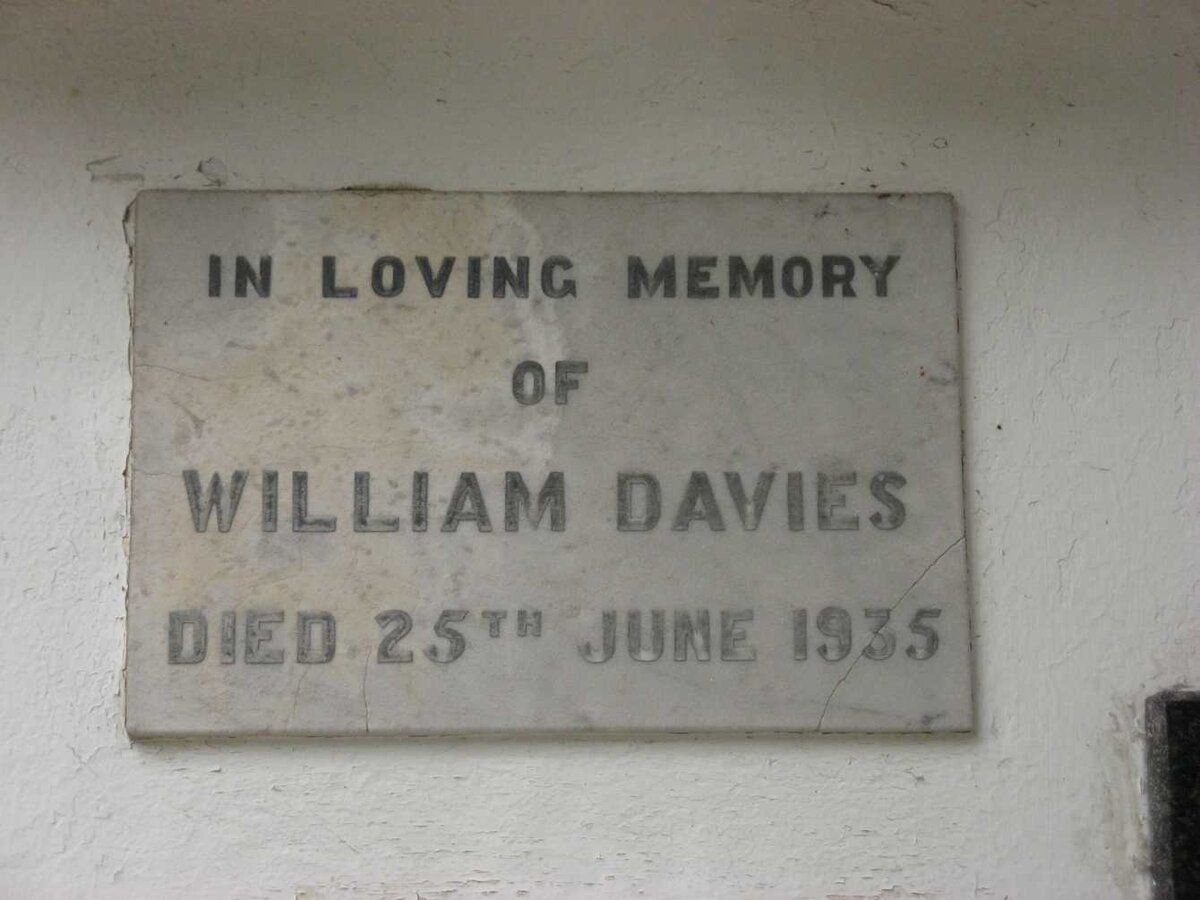 IN LOVING MEMORY
OF
WILLIAM DAVIES
DIED 25TH JUNE 1935